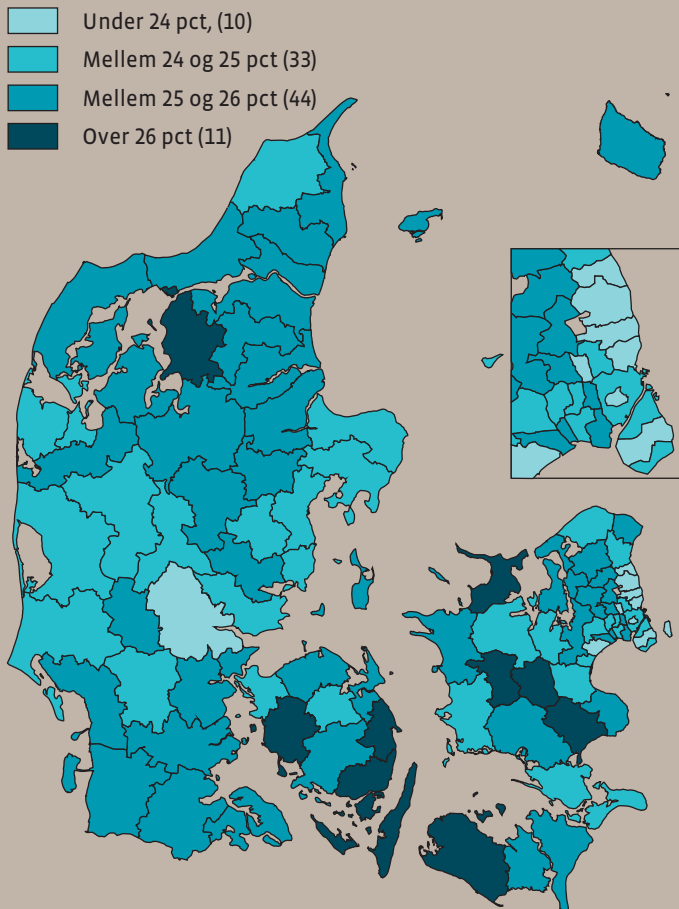 Under 24 pct, (10)
Mellem 24 og 25 pct (33)
Mellem 25 og 26 pct (44)
Over 26 pct (11)